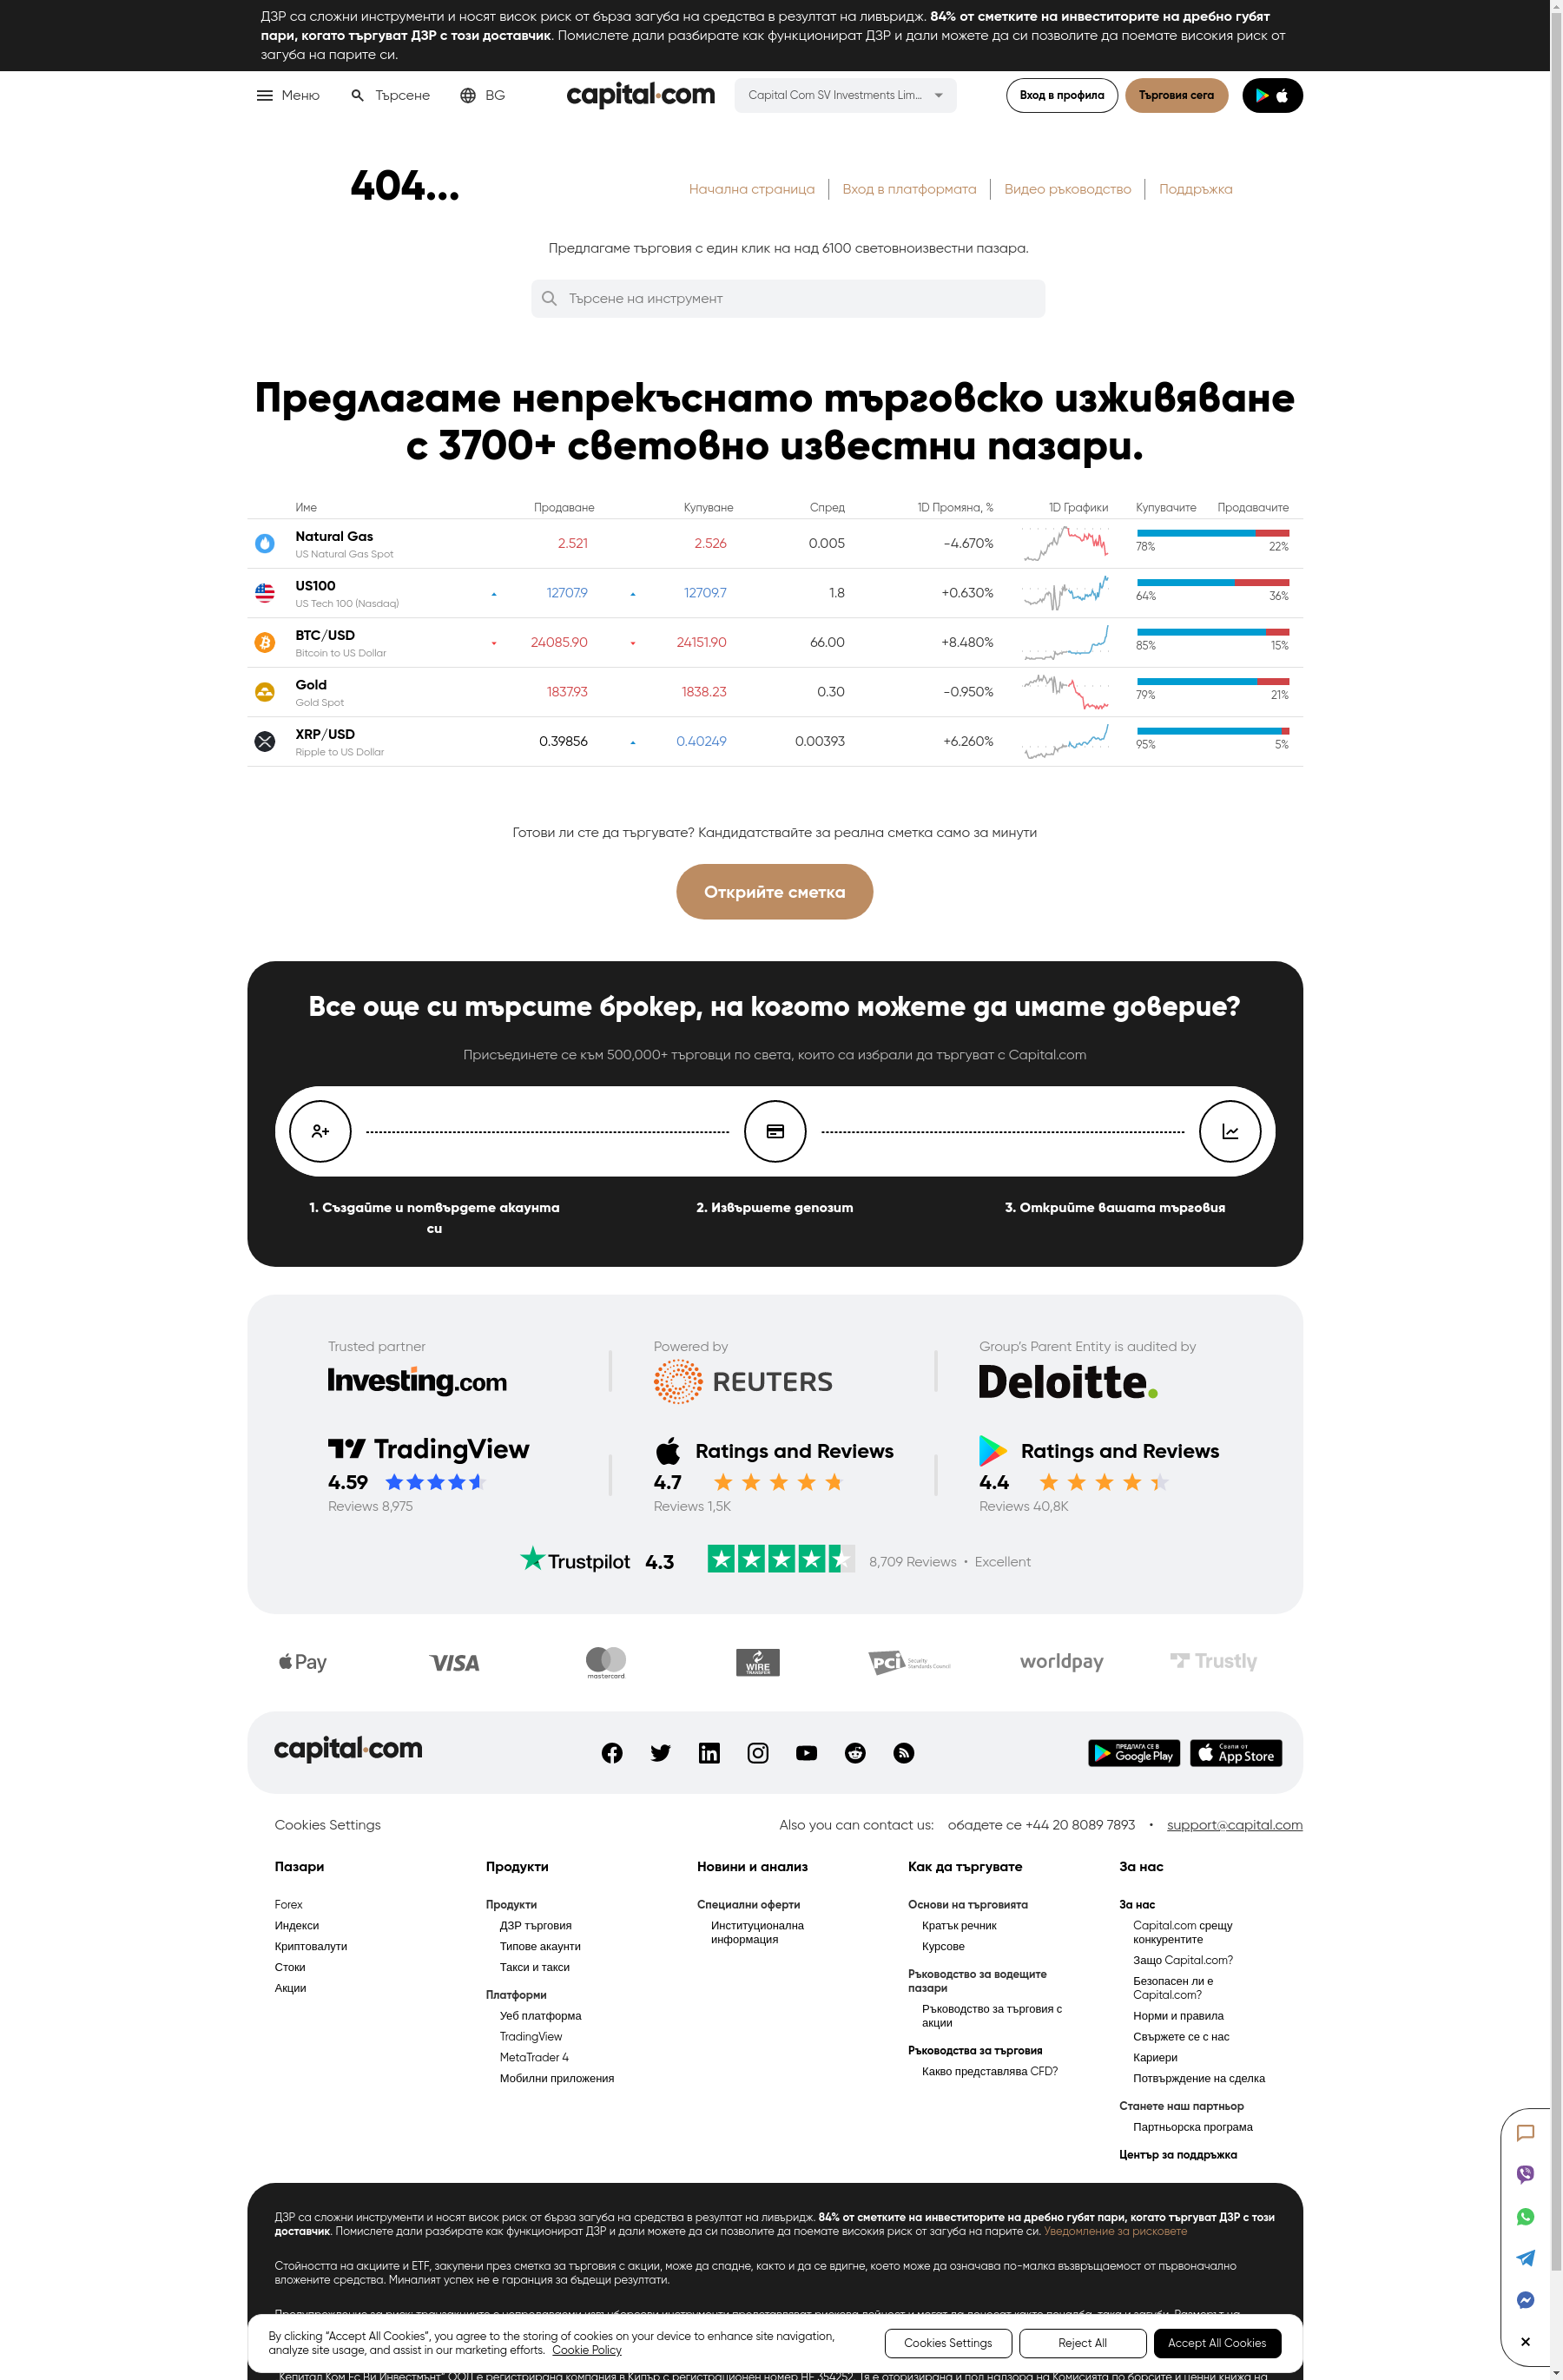 ДЗР са сложни инструменти и носят висок риск от бърза загуба на средства в резултат на ливъридж. 84% от сметките на инвеститорите на дребно губят
пари, когато търгуват ДЗР с този доставчик. Помислете дали разбирате как функционират ДЗР и дали можете да си позволите да поемате високия риск от
загуба на парите си.
Меню Търсене BG capital.com Capital Com SV Investments Lim... Вход в профила Търговия сега
404...
Начална страница Вход в платформата Видео ръководство Поддръжка
Предлагаме търговия с един клик на над 6100 световноизвестни пазара.
Търсене на инструмент
Предлагаме непрекъснато търговско изживяване
с 3700+ световно известни пазари.
Име Продаване Купуване Спред 1D Промяна, % 1D Графики Купувачите Продавачите
Natural Gas 2.521 2.526 0.005 -4.670%
US Natural Gas Spot 78% 22%
US100 12707.9 12709.7 1.8 +0.630%
US Tech 100 (Nasdaq) 64% 36%
BTC/USD 24085.90 24151.90 66.00 +8.480%
Bitcoin to US Dollar 85% 15%
Gold 1837.93 1838.23 0.30 -0.950%
Gold Spot 79% 21%
XRP/USD 0.39856 0.40249 0.00393 +6.260%
Ripple to US Dollar 95% 5%
Готови ли сте да търгувате? Кандидатствайте за реална сметка само за минути
Открийте сметка
Все още си търсите брокер, на когото можете да имате доверие?
Присъединете се към 500,000+ търговци по света, които са избрали да търгуват с Capital.com
1. Създайте и потвърдете акаунта
си
2. Извършете депозит
3. Открийте вашата търговия
Trusted partner Powered by Group's Parent Entity is audited by
Investing.com REUTERS Deloitte.
TradingView Ratings and Reviews Ratings and Reviews
4.59 4.7 4.4
Reviews 8,975 Reviews 1,5K Reviews 40,8K
Trustpilot 4.3 8,709 Reviews • Excellent
Pay VISA mastercard WIRE TRANSFER PCI Security Standards Council worldpay Trustly
capital.com ПРЕДЛАГА СЕ В Google Play Свали от App Store
Cookies Settings Also you can contact us: обадете се +44 20 8089 7893 • support@capital.com
Пазари
Forex
Индекси
Криптовалути
Стоки
Акции
Продукти
Продукти
ДЗР търговия
Типове акаунти
Такси и такси
Платформи
Уеб платформа
TradingView
MetaTrader 4
Мобилни приложения
Новини и анализ
Специални оферти
Институционална
информация
Как да търгувате
Основи на търговията
Кратък речник
Курсове
Ръководство за водещите
пазари
Ръководство за търговия с
акции
Ръководства за търговия
Какво представлява CFD?
За нас
За нас
Capital.com срещу
конкурентите
Защо Capital.com?
Безопасен ли е
Capital.com?
Норми и правила
Свържете се с нас
Кариери
Потвърждение на сделка
Станете наш партньор
Партньорска програма
Център за поддръжка
ДЗР са сложни инструменти и носят висок риск от бърза загуба на средства в резултат на ливъридж. 84% от сметките на инвеститорите на дребно губят пари, когато търгуват ДЗР с този
доставчик. Помислете дали разбирате как функционират ДЗР и дали можете да си позволите да поемате високия риск от загуба на парите си. Уведомление за рисковете
Стойността на акциите и ETF, закупени през сметка за търговия с акции, може да спадне, както и да се вдигне, което може да означава по-малка възвръщаемост от първоначално
вложените средства. Миналият успех не е гаранция за бъдещи резултати.
By clicking “Accept All Cookies”, you agree to the storing of cookies on your device to enhance site navigation,
analyze site usage, and assist in our marketing efforts. Cookie Policy
Cookies Settings Reject All Accept All Cookies